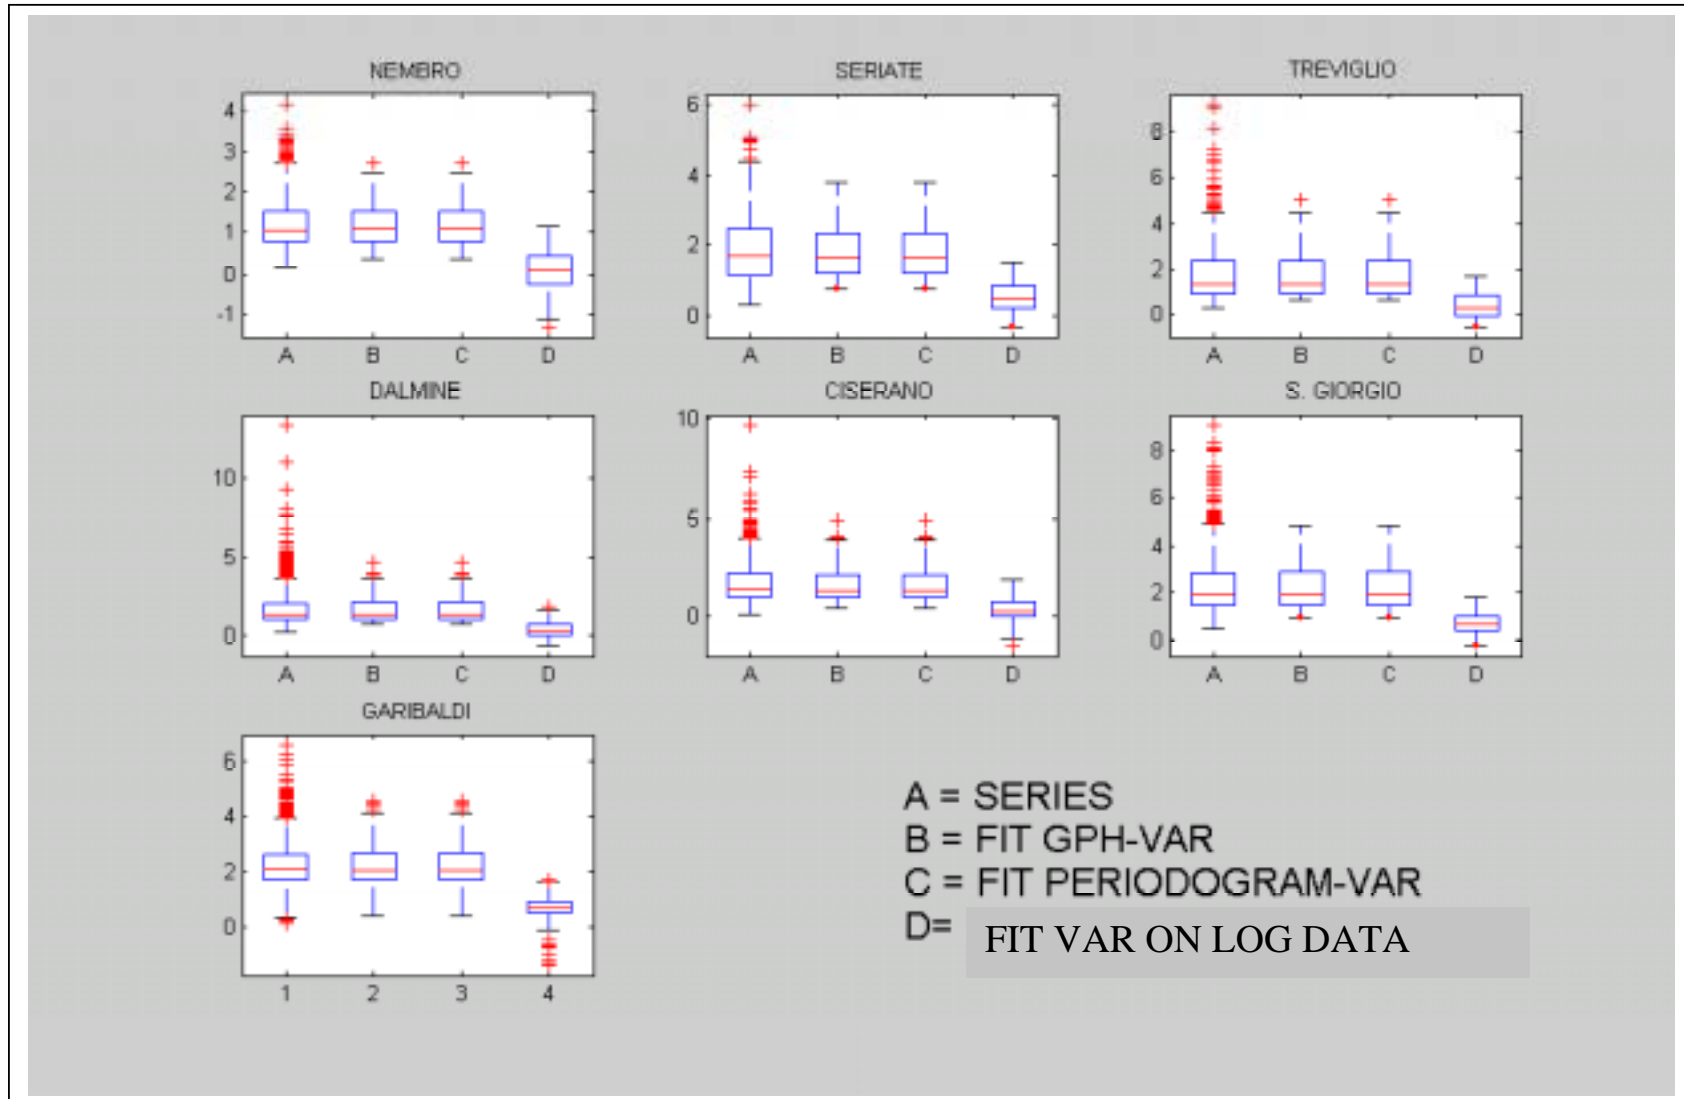 NEMBRO
4
3
2
1
0
-1
A B C D
SERIATE
6
4
2
0
A B C D
TREVIGLIO
8
6
4
2
0
A B C D
DALMINE
10
5
0
A B C D
CISERANO
10
5
0
A B C D
S. GIORGIO
8
6
4
2
0
A B C D
GARIBALDI
6
4
2
0
1 2 3 4
A = SERIES
B = FIT GPH-VAR
C = FIT PERIODOGRAM-VAR
D= FIT VAR ON LOG DATA